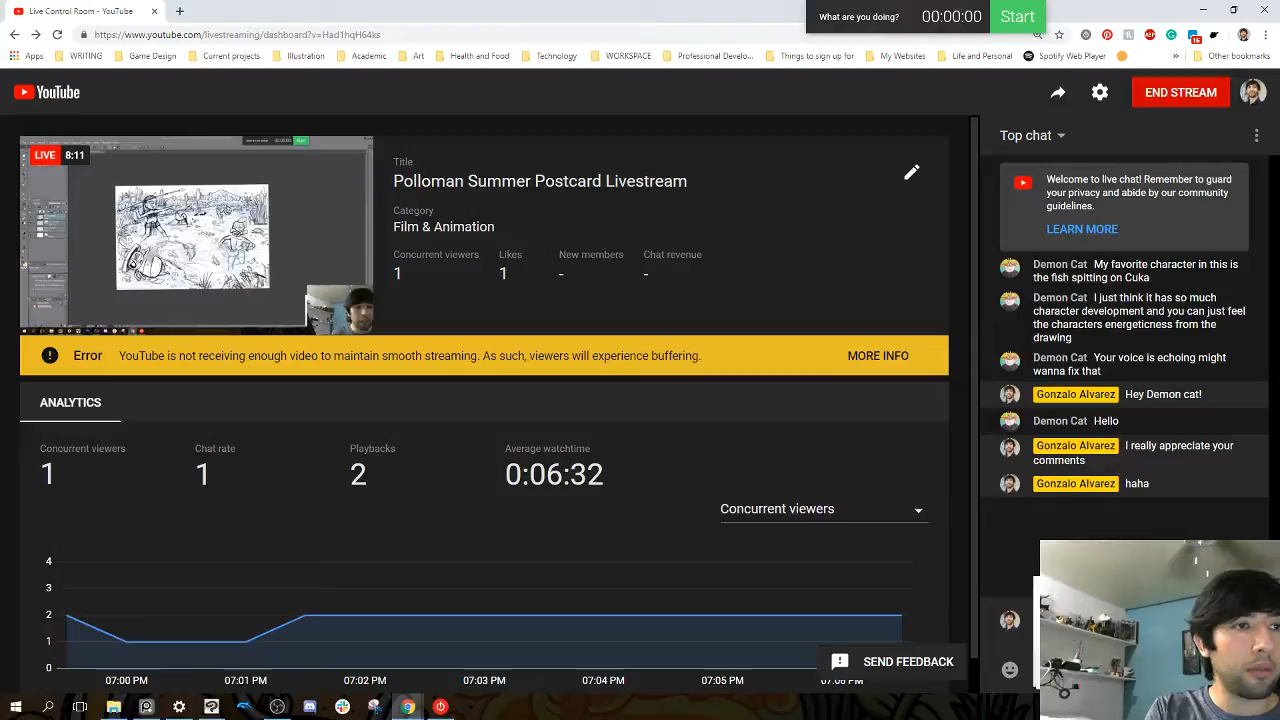 Live Control Room - YouTube
What are you doing?
00:00:00
Start
https://www.youtube.com/livestreaming/dashboard?v=Had1hqH64ks
16
Apps
WRITING
Game Design
Current projects
Illustration
Academic
Art
Health and Food
Technology
WORKSPACE
Professional Develo...
Things to sign up for
My Websites
Life and Personal
Spotify Web Player
»
Other bookmarks
YouTube
END STREAM
LIVE
8:11
Title
Polloman Summer Postcard Livestream
Category
Film & Animation
Concurrent viewers
Likes
New members
Chat revenue
1
1
-
-
Error
YouTube is not receiving enough video to maintain smooth streaming. As such, viewers will experience buffering.
MORE INFO
ANALYTICS
Concurrent viewers
Chat rate
Playbacks
Average watchtime
1
1
2
0:06:32
Concurrent viewers
4
3
2
1
0
07:00 PM
07:01 PM
07:02 PM
07:03 PM
07:04 PM
07:05 PM
07:06 PM
SEND FEEDBACK
Top chat
Welcome to live chat! Remember to guard
your privacy and abide by our community
guidelines.
LEARN MORE
Demon Cat My favorite character in this is
the fish spitting on Cuka
Demon Cat I just think it has so much
character development and you can just feel
the characters energeticness from the
drawing
Demon Cat Your voice is echoing might
wanna fix that
Gonzalo Alvarez Hey Demon cat!
Demon Cat Hello
Gonzalo Alvarez I really appreciate your
comments
Gonzalo Alvarez haha